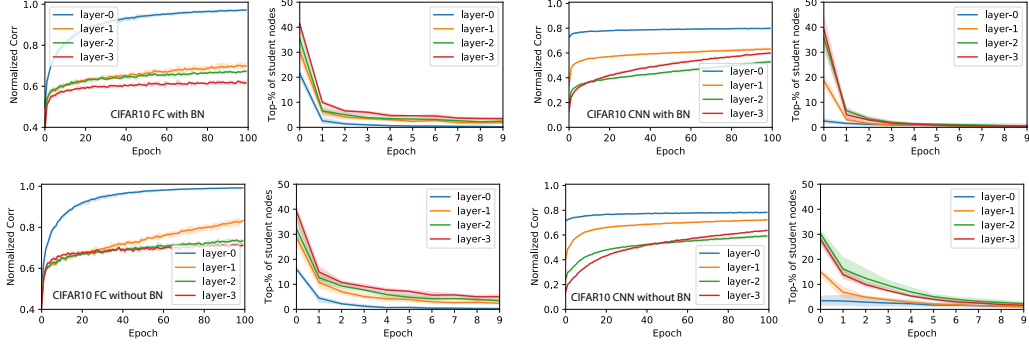 1.0
0.8
0.6
0.4
Normalized Corr
layer-0
layer-1
layer-2
layer-3
CIFAR10 FC with BN
0 20 40 60 80 100
Epoch
50
40
30
20
10
0
Top-% of student nodes
layer-0
layer-1
layer-2
layer-3
0 1 2 3 4 5 6 7 8 9
Epoch
1.0
0.8
0.6
0.4
0.2
0.0
Normalized Corr
layer-0
layer-1
layer-2
layer-3
CIFAR10 CNN with BN
0 20 40 60 80 100
Epoch
50
40
30
20
10
0
Top-% of student nodes
layer-0
layer-1
layer-2
layer-3
0 1 2 3 4 5 6 7 8 9
Epoch
1.0
0.8
0.6
0.4
Normalized Corr
layer-0
layer-1
layer-2
layer-3
CIFAR10 FC without BN
0 20 40 60 80 100
Epoch
50
40
30
20
10
0
Top-% of student nodes
layer-0
layer-1
layer-2
layer-3
0 1 2 3 4 5 6 7 8 9
Epoch
1.0
0.8
0.6
0.4
0.2
0.0
Normalized Corr
layer-0
layer-1
layer-2
layer-3
CIFAR10 CNN without BN
0 20 40 60 80 100
Epoch
50
40
30
20
10
0
Top-% of student nodes
layer-0
layer-1
layer-2
layer-3
0 1 2 3 4 5 6 7 8 9
Epoch